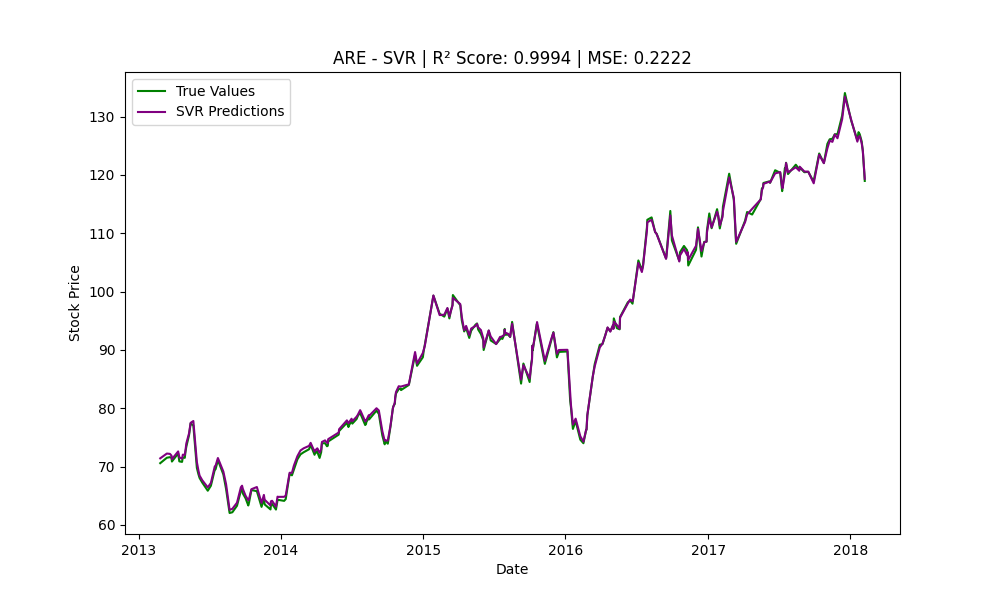 ARE - SVR | R² Score: 0.9994 | MSE: 0.2222
True Values
SVR Predictions
Stock Price
130
120
110
100
90
80
70
60
2013 2014 2015 2016 2017 2018
Date